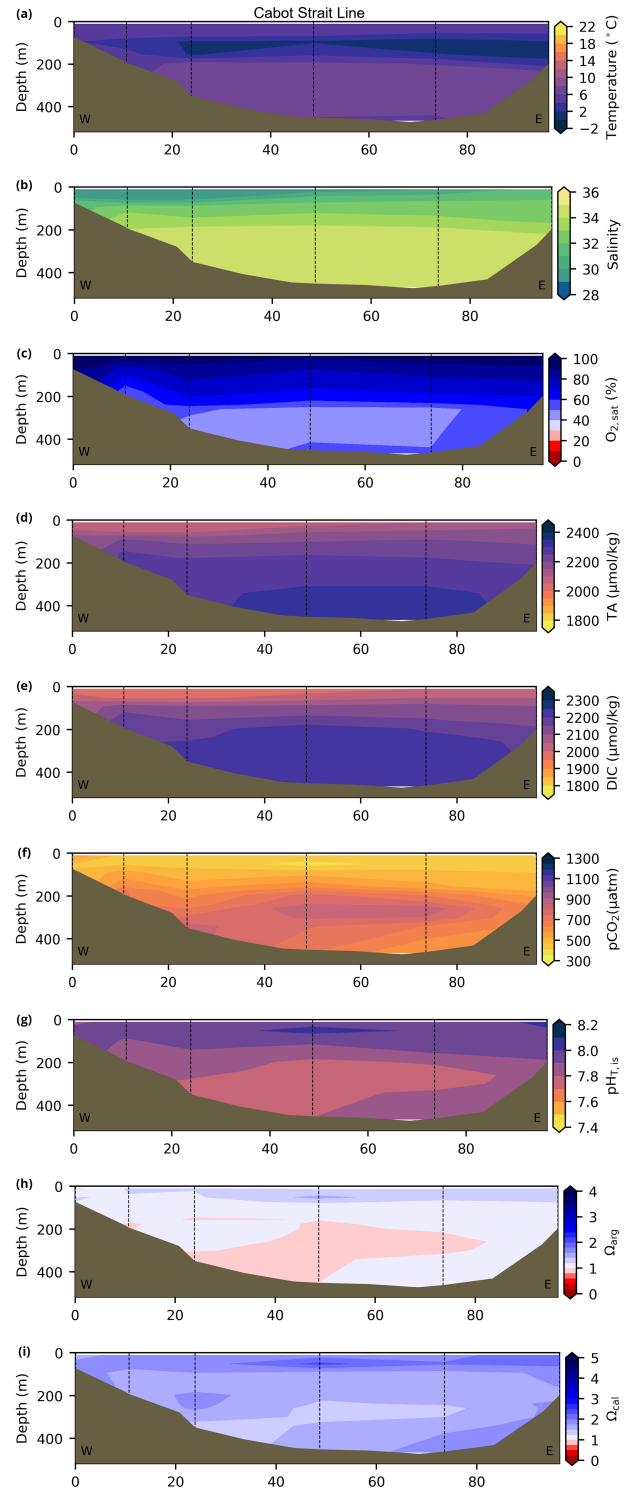 (a)
Cabot Strait Line
Depth (m)
0
200
400
W
E
0 20 40 60 80
22
18
14
10
6
2
−2
Temperature (°C)
(b)
Depth (m)
0
200
400
W
E
0 20 40 60 80
36
34
32
30
28
Salinity
(c)
Depth (m)
0
200
400
W
E
0 20 40 60 80
100
80
60
40
20
0
O2, sat (%)
(d)
Depth (m)
0
200
400
W
E
0 20 40 60 80
2400
2200
2000
1800
TA (μmol/kg)
(e)
Depth (m)
0
200
400
W
E
0 20 40 60 80
2300
2200
2100
2000
1900
1800
DIC (μmol/kg)
(f)
Depth (m)
0
200
400
W
E
0 20 40 60 80
1300
1100
900
700
500
300
pCO2(μatm)
(g)
Depth (m)
0
200
400
W
E
0 20 40 60 80
8.2
8.0
7.8
7.6
7.4
pHT, is
(h)
Depth (m)
0
200
400
W
E
0 20 40 60 80
4
3
2
1
0
Ωarg
(i)
Depth (m)
0
200
400
W
E
0 20 40 60 80
5
4
3
2
1
0
Ωcal